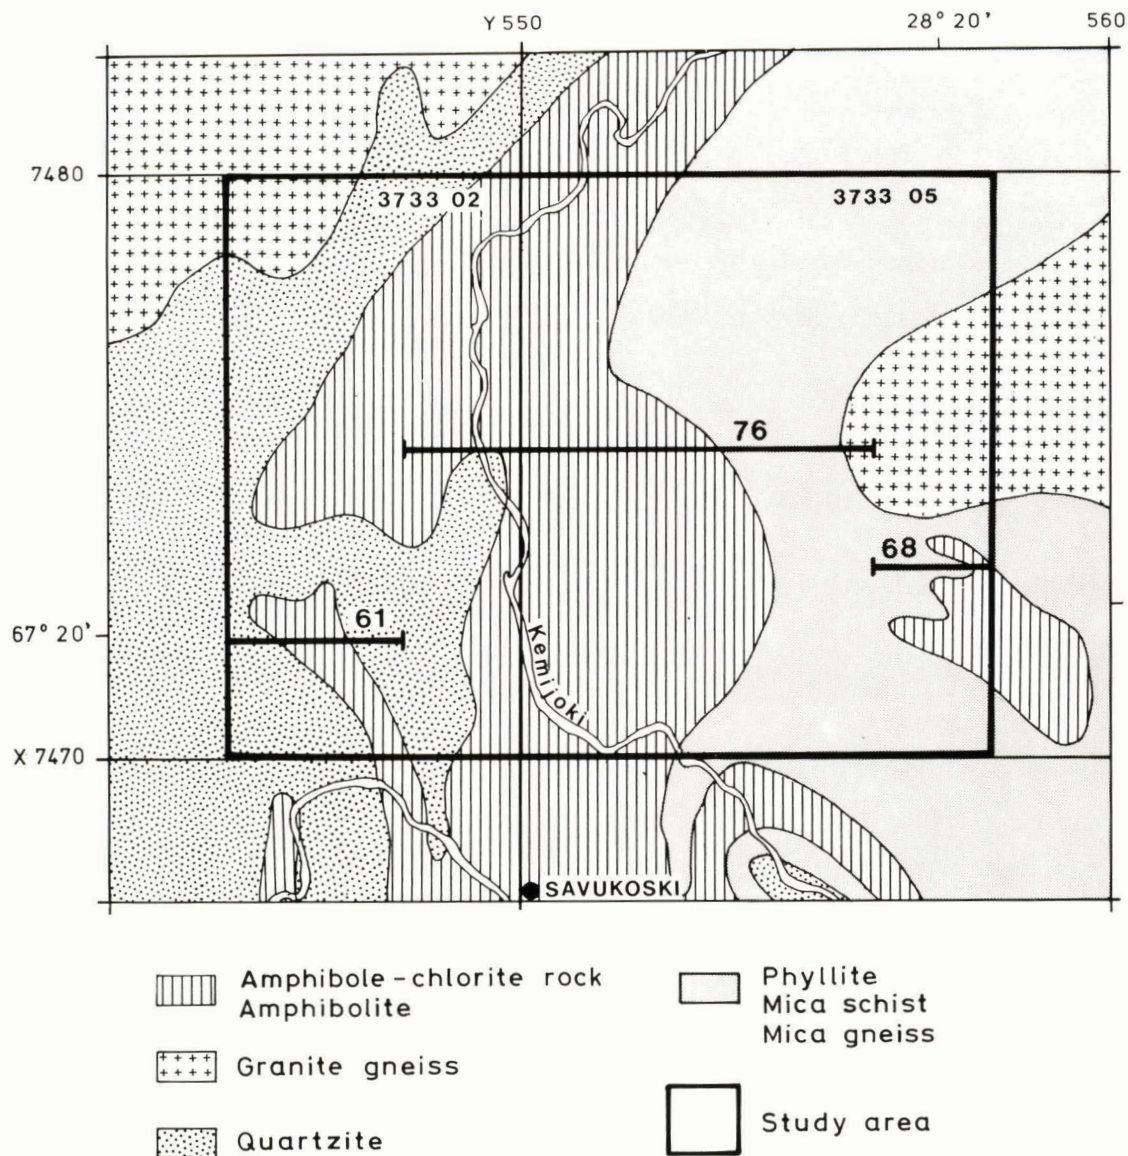 Y 550
28° 20'
560
7480
3733 02
3733 05
76
68
61
67° 20'
Kemijoki
X 7470
SAVUKOSKI
Amphibole-chlorite rock
Amphibolite
Granite gneiss
Quartzite
Phyllite
Mica schist
Mica gneiss
Study area